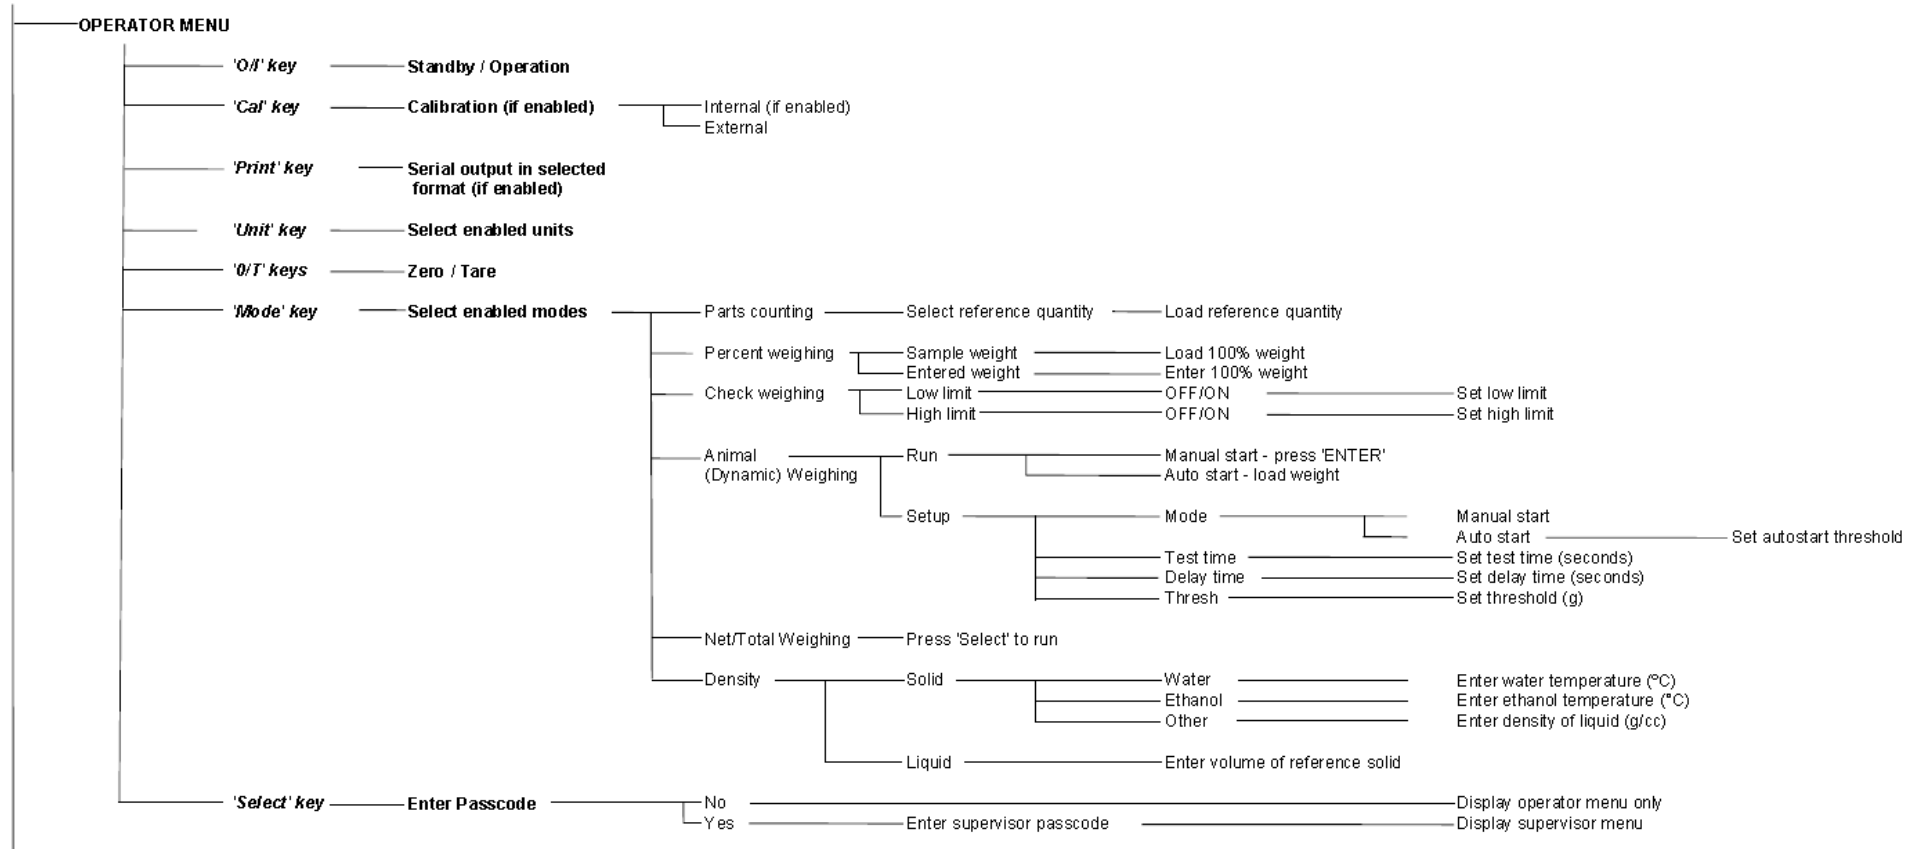 OPERATOR MENU
'O/I' key Standby / Operation
'Cal' key Calibration (if enabled) Internal (if enabled)
External
'Print' key Serial output in selected
format (if enabled)
'Unit' key Select enabled units
'0/T' keys Zero / Tare
'Mode' key Select enabled modes Parts counting Select reference quantity Load reference quantity
Percent weighing Sample weight Load 100% weight
Entered weight Enter 100% weight
Check weighing Low limit OFF/ON Set low limit
High limit OFF/ON Set high limit
Animal Run Manual start - press 'ENTER'
(Dynamic) Weighing Auto start - load weight
Setup Mode Manual start
Auto start Set autostart threshold
Test time Set test time (seconds)
Delay time Set delay time (seconds)
Thresh Set threshold (g)
Net/Total Weighing Press 'Select' to run
Density Solid Water Enter water temperature (°C)
Ethanol Enter ethanol temperature (°C)
Other Enter density of liquid (g/cc)
Liquid Enter volume of reference solid
'Select' key Enter Passcode No Display operator menu only
Yes Enter supervisor passcode Display supervisor menu